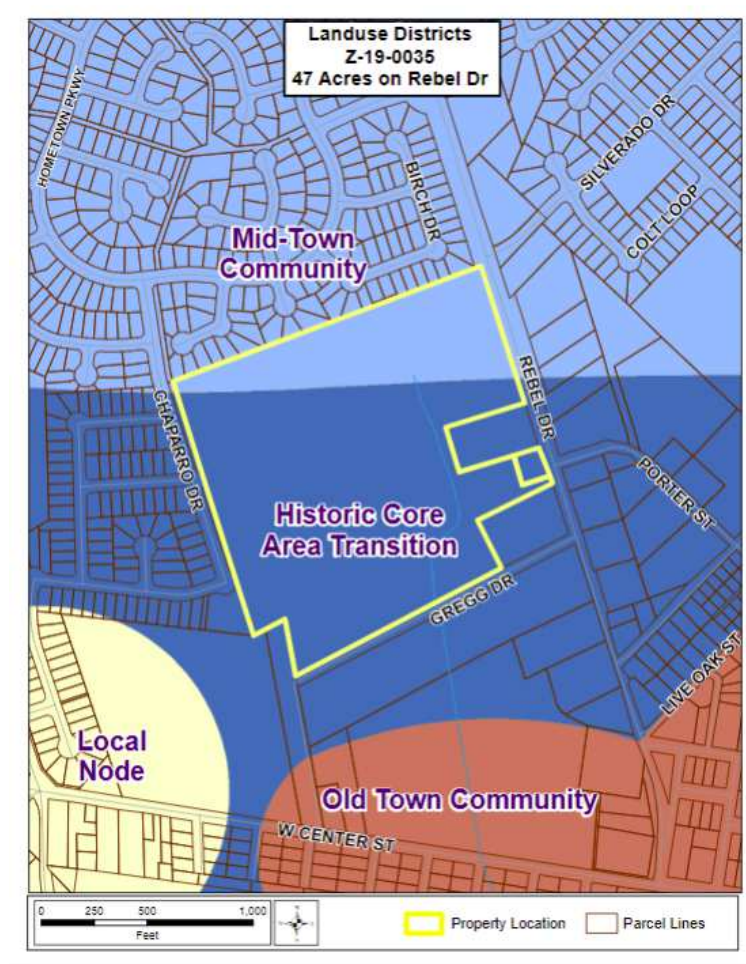 Landuse Districts
Z-19-0035
47 Acres on Rebel Dr
HOMETOWN PKWY
SILVERADO DR
BIRCH DR
COLT LOOP
Mid-Town
Community
REBEL DR
CHAPARRO DR
PORTER ST
Historic Core
Area Transition
GREGG DR
LIVE OAK ST
Local
Node
Old Town Community
W CENTER ST
0 250 500 1,000
Feet
Property Location
Parcel Lines